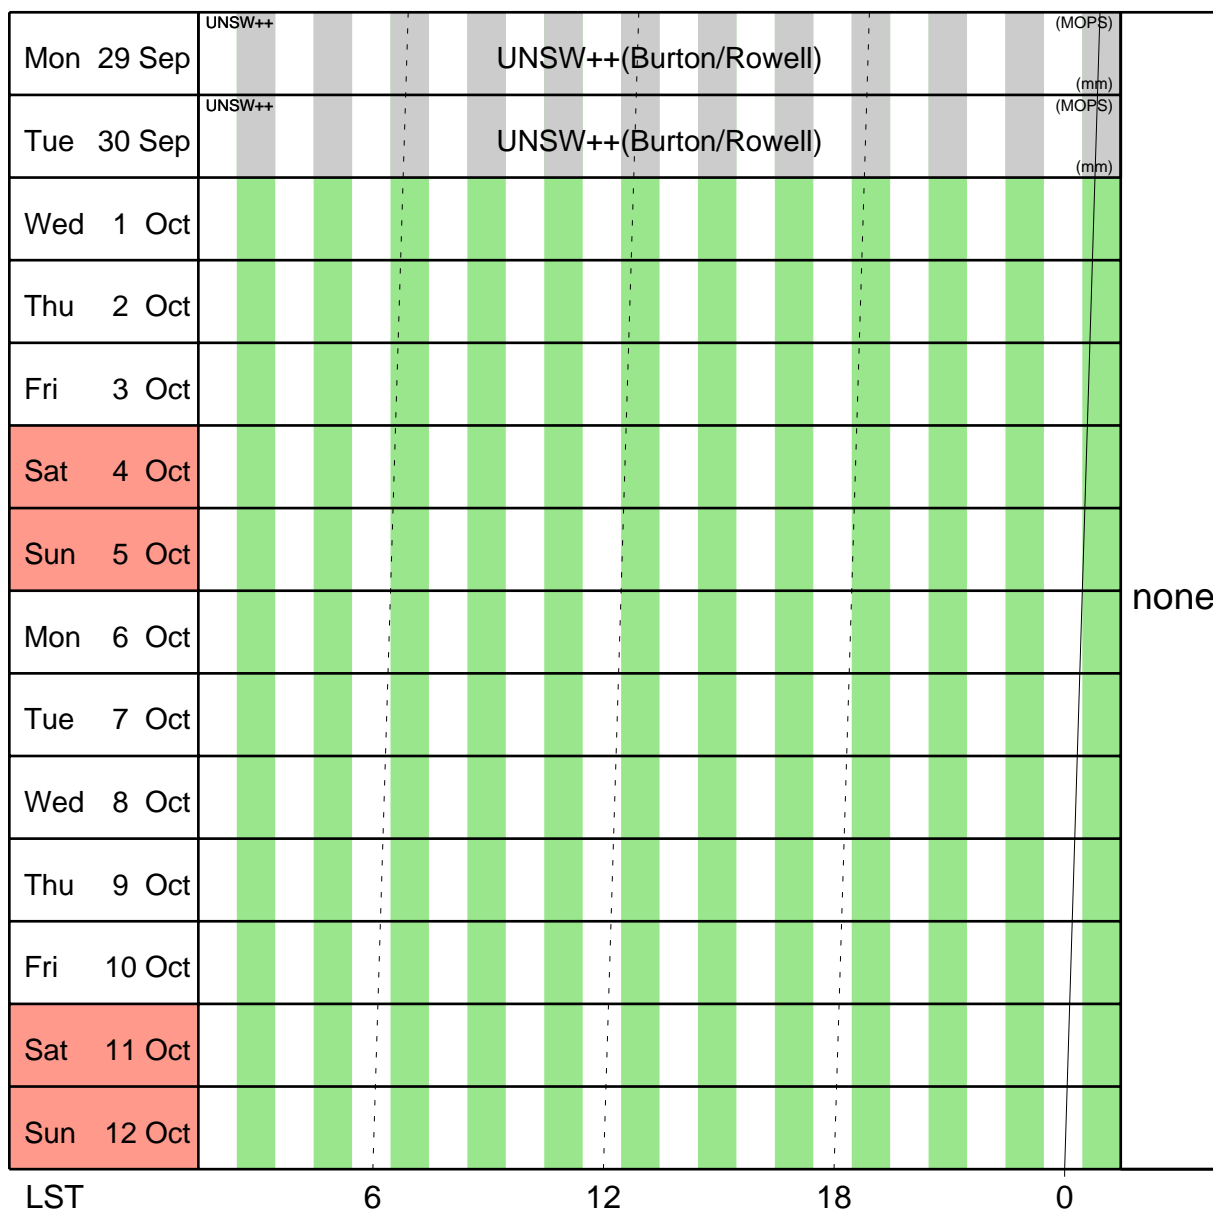 UNSW++ (MOPS)
Mon 29 Sep UNSW++(Burton/Rowell)
(mm)
UNSW++ (MOPS)
Tue 30 Sep UNSW++(Burton/Rowell)
(mm)
Wed 1 Oct
Thu 2 Oct
Fri 3 Oct
Sat 4 Oct
Sun 5 Oct
none
Mon 6 Oct
Tue 7 Oct
Wed 8 Oct
Thu 9 Oct
Fri 10 Oct
Sat 11 Oct
Sun 12 Oct
LST 6 12 18 0